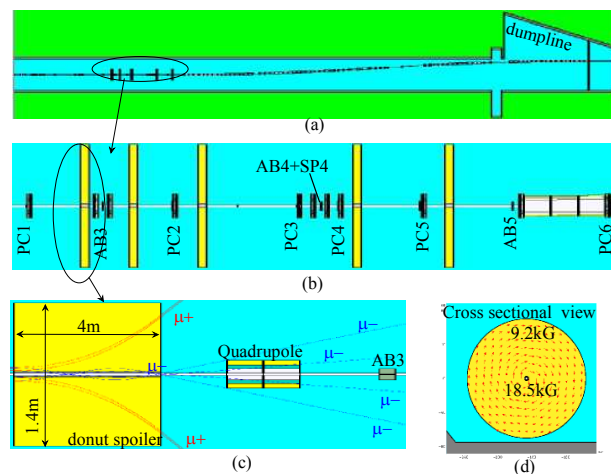 dumpline
(a)
AB4+SP4
PC1
AB3
PC2
PC3
PC4
PC5
AB5
PC6
(b)
4m
1.4m
μ+
μ−
μ−
Quadrupole
AB3
μ−
μ−
donut spoiler
μ+
(c)
Cross sectional view
9.2kG
18.5kG
(d)